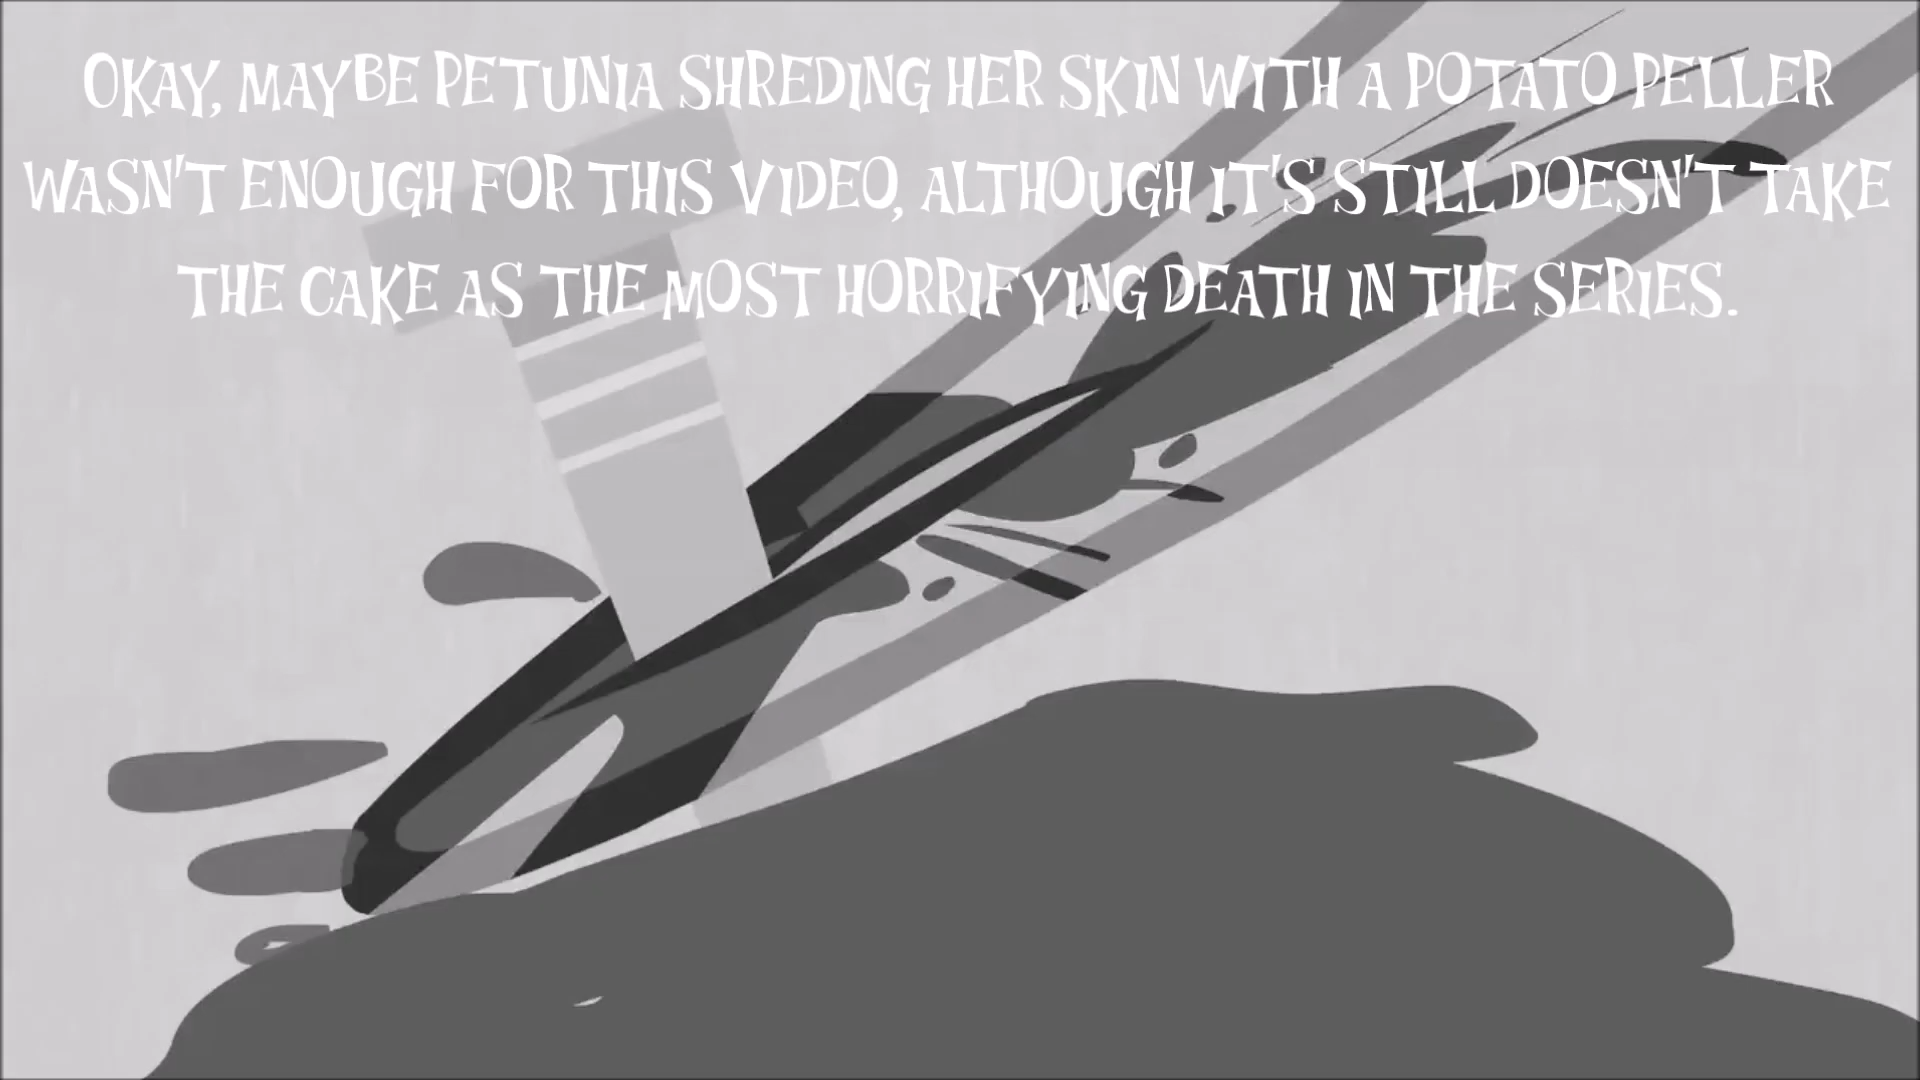 OKAY, MAYBE PETUNIA SHREDING HER SKIN WITH A POTATO PELLER
WASN'T ENOUGH FOR THIS VIDEO, ALTHOUGH IT'S STILL DOESN'T TAKE
THE CAKE AS THE MOST HORRIFYING DEATH IN THE SERIES.